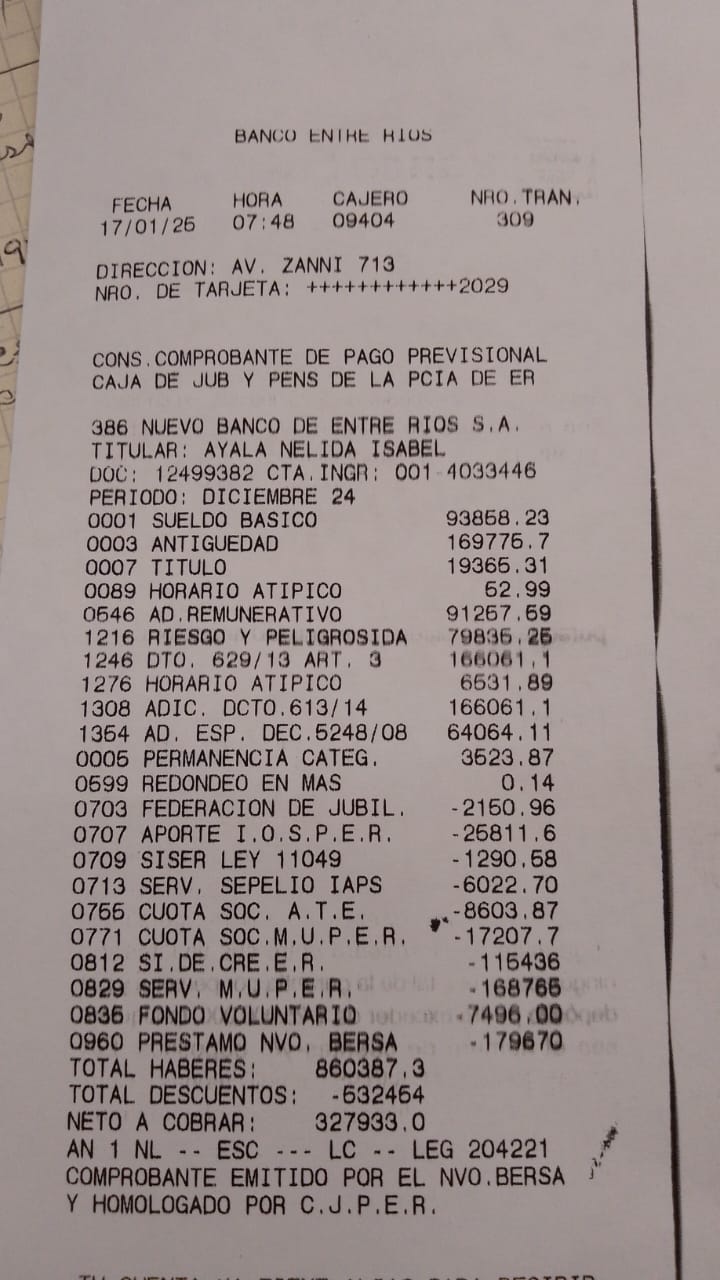 BANCO ENTRE RIOS
FECHA HORA CAJERO NRO.TRAN.
17/01/25 07:48 09404 309
DIRECCION: AV. ZANNI 713
NRO. DE TARJETA: ++++++++++++2029
CONS.COMPROBANTE DE PAGO PREVISIONAL
CAJA DE JUB Y PENS DE LA PCIA DE ER
386 NUEVO BANCO DE ENTRE RIOS S.A.
TITULAR: AYALA NELIDA ISABEL
DOC: 12499382 CTA.INGR: 001-4033446
PERIODO: DICIEMBRE 24
0001 SUELDO BASICO 93858.23
0003 ANTIGUEDAD 169775.7
0007 TITULO 19365.31
0089 HORARIO ATIPICO 52.99
0546 AD.REMUNERATIVO 91257.59
1216 RIESGO Y PELIGROSIDA 79835.25
1246 DTO. 629/13 ART. 3 166061.1
1276 HORARIO ATIPICO 6531.89
1308 ADIC. DCTO.613/14 166061.1
1354 AD. ESP. DEC.5248/08 64064.11
0005 PERMANENCIA CATEG. 3523.87
0599 REDONDEO EN MAS 0.14
0703 FEDERACION DE JUBIL. -2150.96
0707 APORTE I.O.S.P.E.R. -25811.6
0709 SISER LEY 11049 -1290.58
0713 SERV. SEPELIO IAPS -6022.70
0755 CUOTA SOC. A.T.E. -8603.87
0771 CUOTA SOC.M.U.P.E.R. -17207.7
0812 SI.DE.CRE.E.R. -115436
0829 SERV. M.U.P.E.R. -168765
0835 FONDO VOLUNTARIO -7496.00
0960 PRESTAMO NVO. BERSA -179670
TOTAL HABERES: 860387.3
TOTAL DESCUENTOS: -532454
NETO A COBRAR: 327933.0
AN 1 NL -- ESC --- LC -- LEG 204221
COMPROBANTE EMITIDO POR EL NVO.BERSA
Y HOMOLOGADO POR C.J.P.E.R.